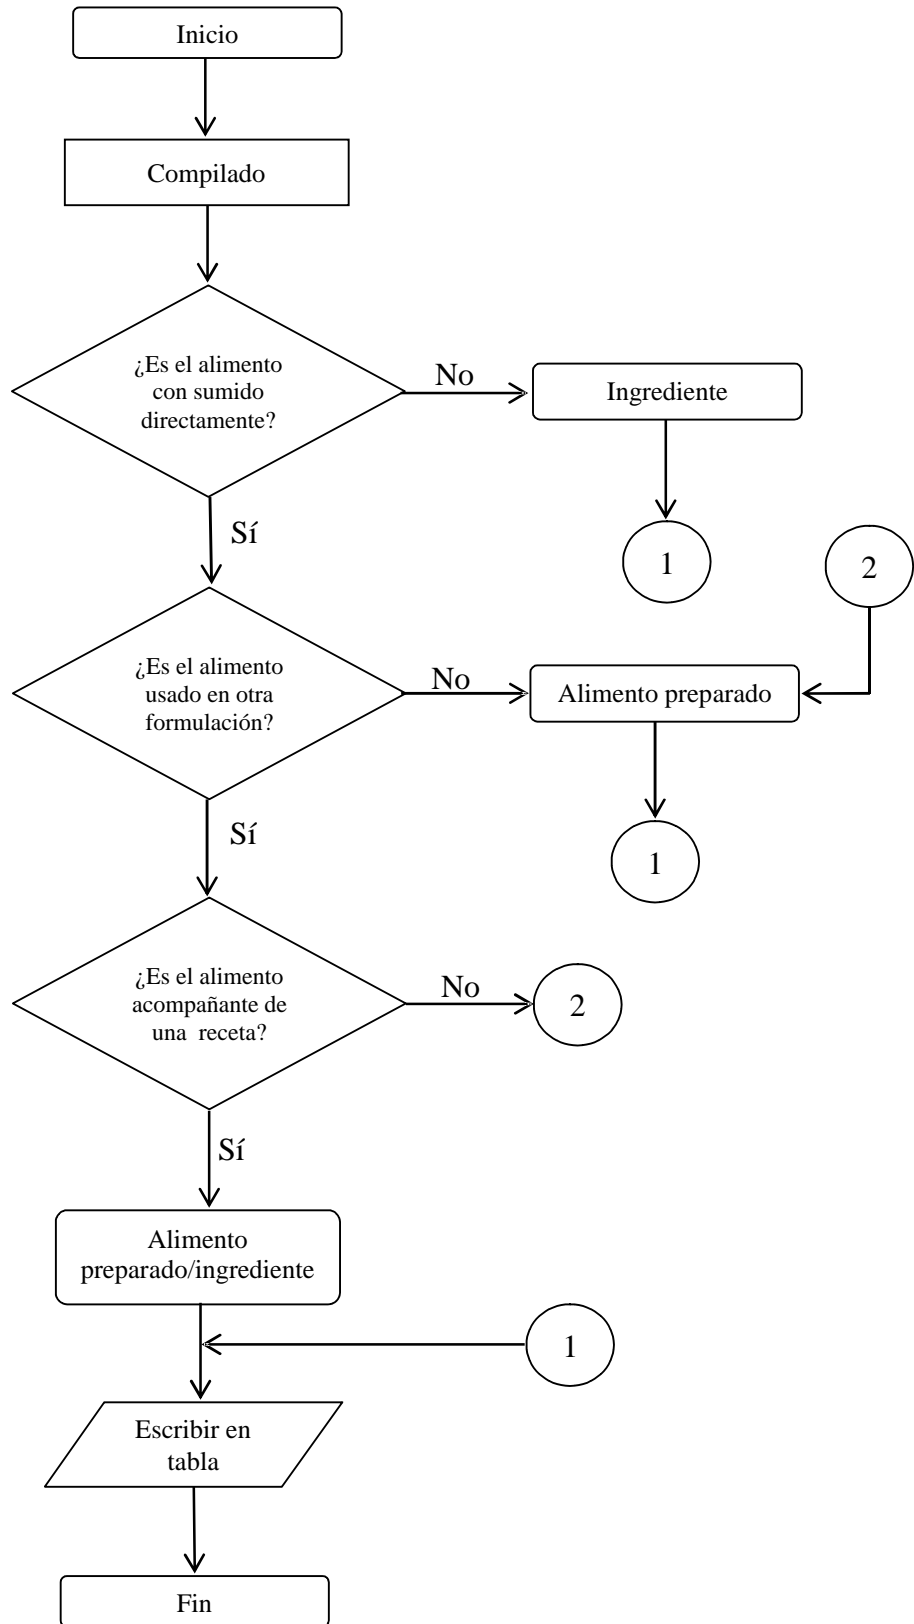 Inicio
Compilado
¿Es el alimento
con sumido
directamente?
No
Ingrediente
Sí
1
2
¿Es el alimento
usado en otra
formulación?
No
Alimento preparado
Sí
1
¿Es el alimento
acompañante de
una receta?
No
2
Sí
Alimento
preparado/ingrediente
1
Escribir en
tabla
Fin